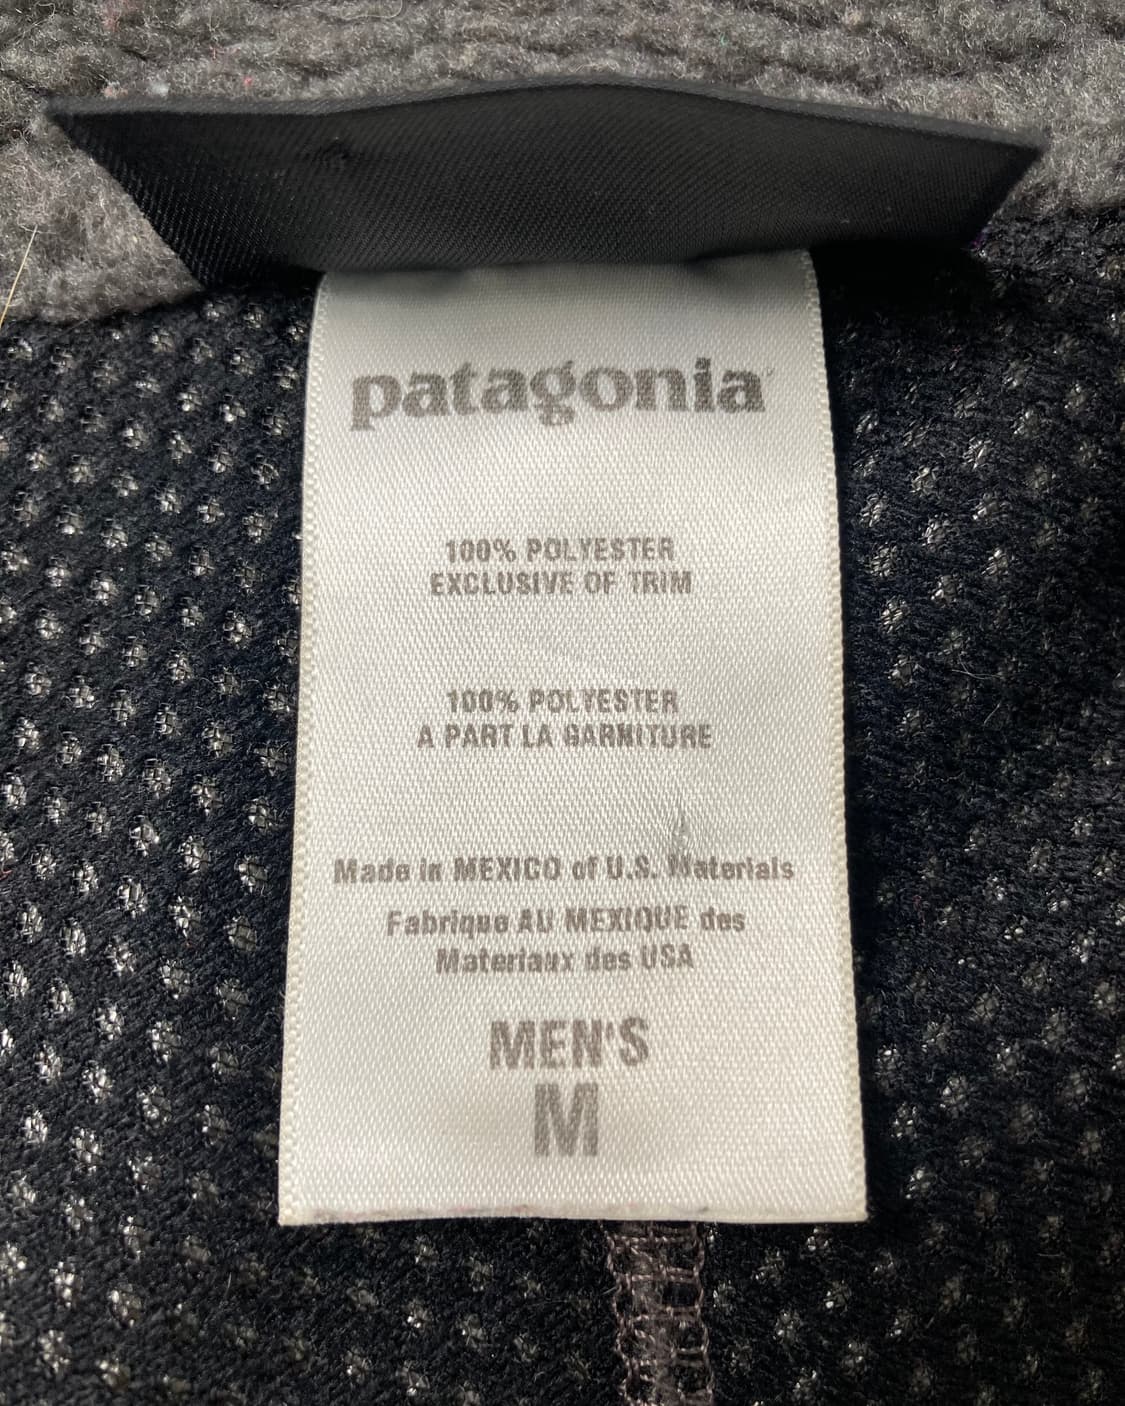 patagonia
100% POLYESTER
EXCLUSIVE OF TRIM
100% POLYESTER
A PART LA GARNITURE
Made in MEXICO of U.S. Materials
Fabrique AU MEXIQUE des
Materiaux des USA
MEN'S
M